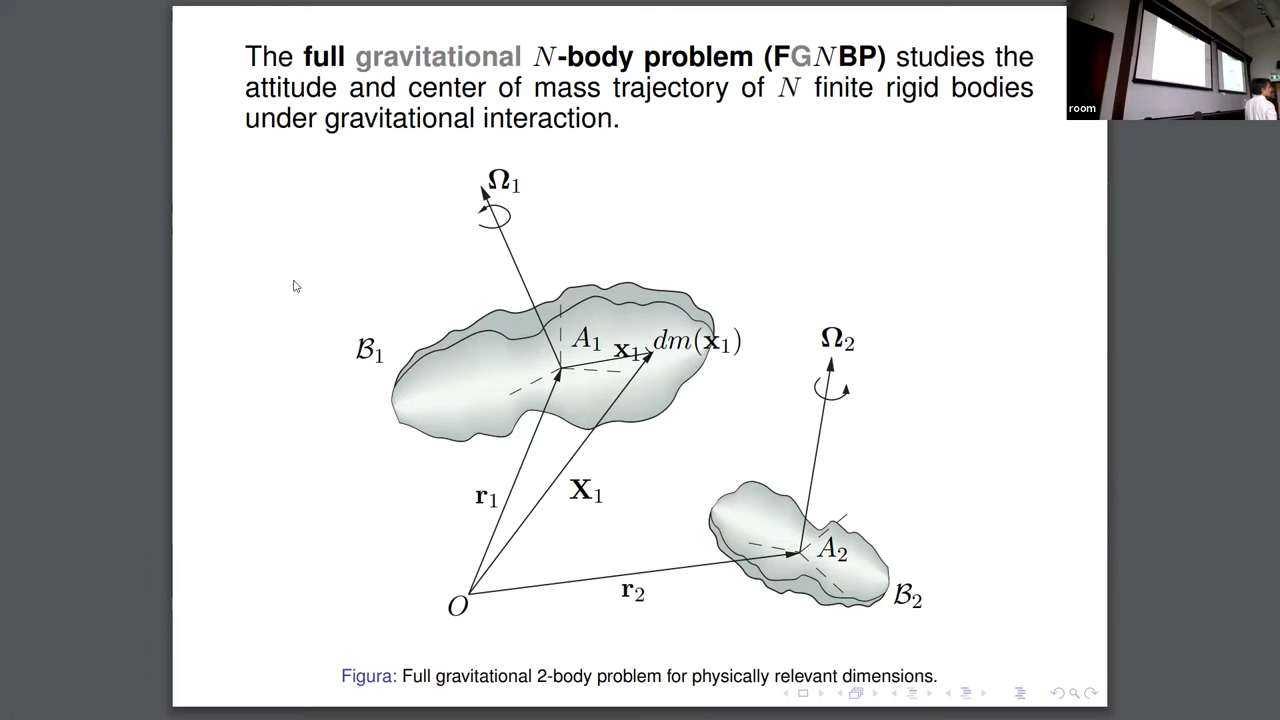 The full gravitational N-body problem (FGNBP) studies the
attitude and center of mass trajectory of N finite rigid bodies
under gravitational interaction.
room
Ω₁
B₁
A₁
x₁
dm(x₁)
Ω₂
r₁
X₁
A₂
r₂
B₂
O
Figura: Full gravitational 2-body problem for physically relevant dimensions.